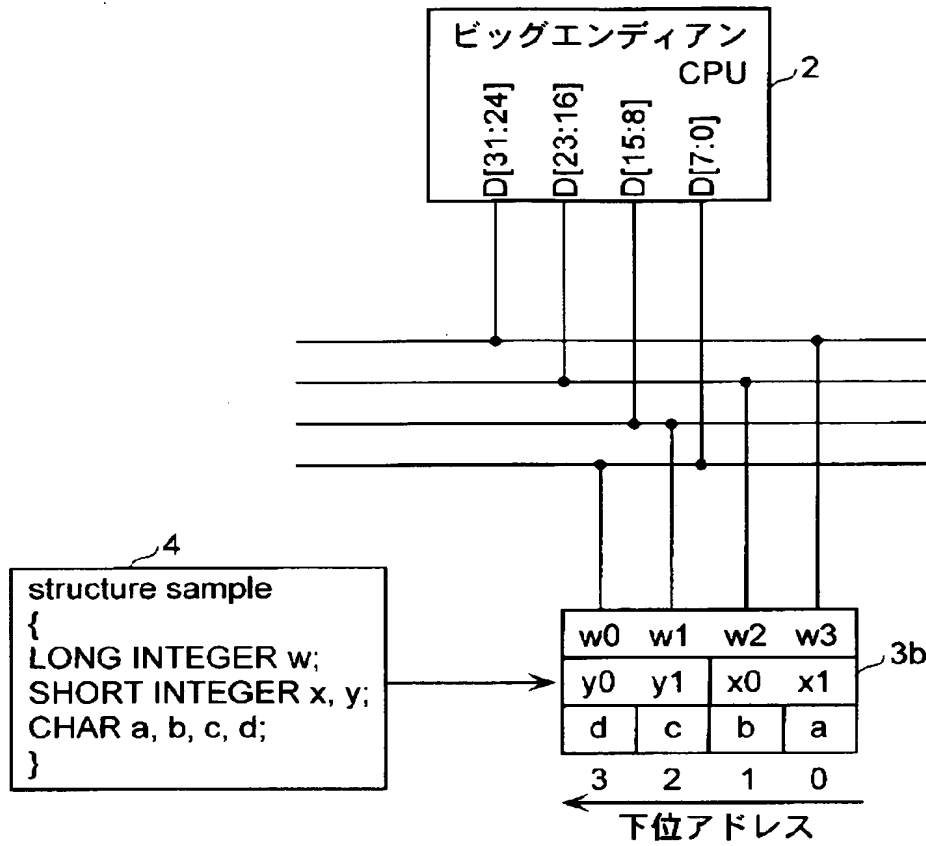 ビッグエンディアン
CPU
2
D[31:24]
D[23:16]
D[15:8]
D[7:0]
4
structure sample
{
LONG INTEGER w;
SHORT INTEGER x, y;
CHAR a, b, c, d;
}
w0 w1 w2 w3
3b
y0 y1 x0 x1
d c b a
3 2 1 0
下位アドレス